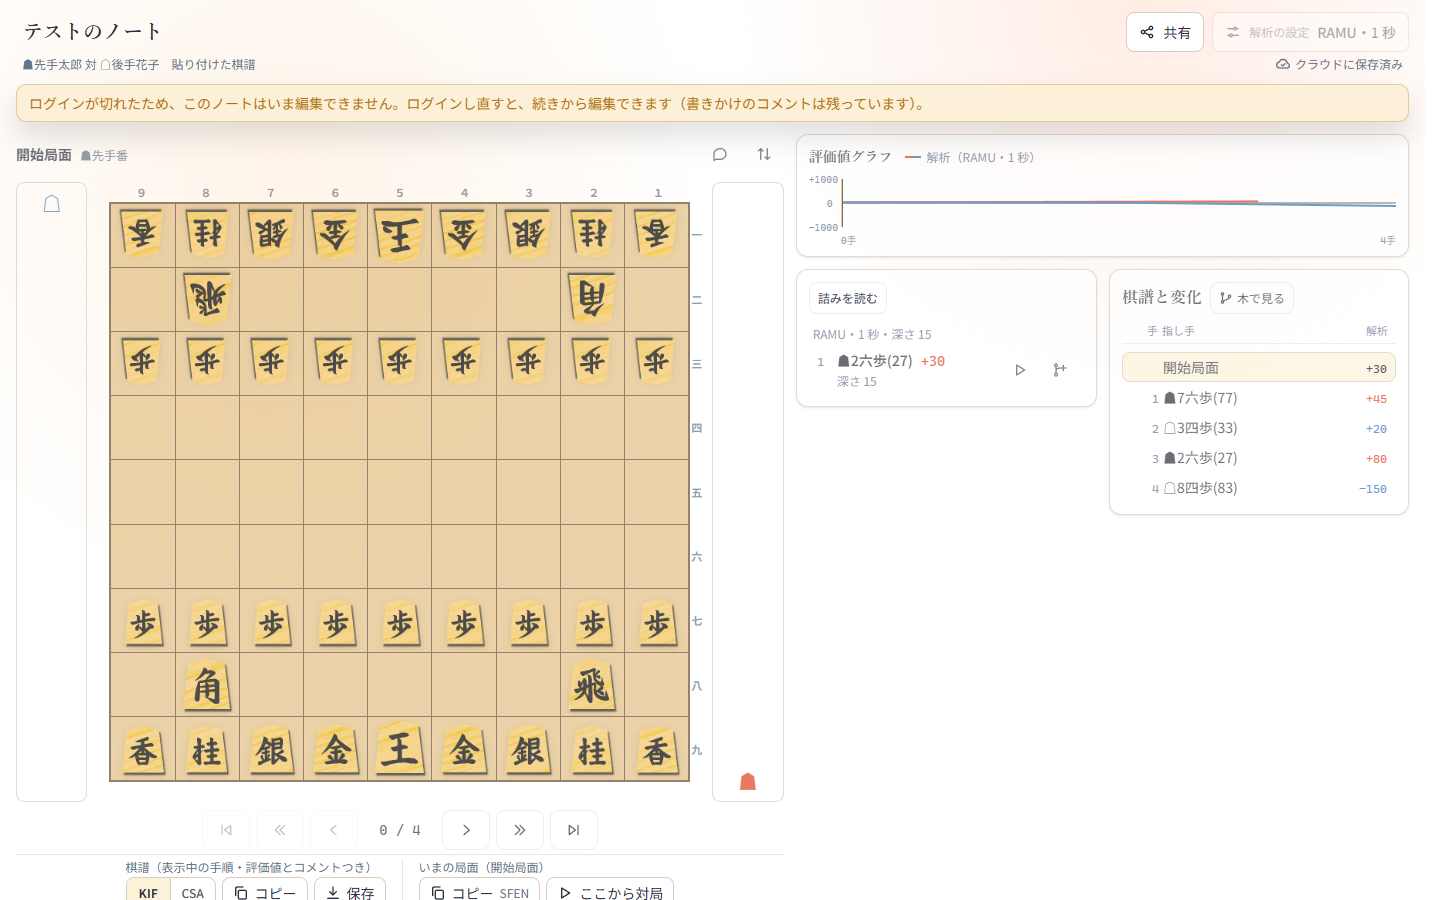 テストのノート
共有
解析の設定 RAMU・1 秒
☗先手太郎 対 ☖後手花子 貼り付けた棋譜
クラウドに保存済み
ログインが切れたため、このノートはいま編集できません。ログインし直すと、続きから編集できます（書きかけのコメントは残っています）。
開始局面 ☗先手番
9 8 7 6 5 4 3 2 1
香 桂 銀 金 王 金 銀 桂 香 一
飛 角 二
歩 歩 歩 歩 歩 歩 歩 歩 歩 三
四
五
六
歩 歩 歩 歩 歩 歩 歩 歩 歩 七
角 飛 八
香 桂 銀 金 王 金 銀 桂 香 九
0 / 4
棋譜（表示中の手順・評価値とコメントつき）
KIF CSA コピー 保存
いまの局面（開始局面）
コピー SFEN ここから対局
評価値グラフ 解析（RAMU・1 秒）
+1000
0
−1000
0手 4手
詰みを読む
RAMU・1 秒・深さ 15
1 ☗2六歩(27) +30
深さ 15
棋譜と変化 木で見る
手 指し手 解析
開始局面 +30
1 ☗7六歩(77) +45
2 ☖3四歩(33) +20
3 ☗2六歩(27) +80
4 ☖8四歩(83) −150